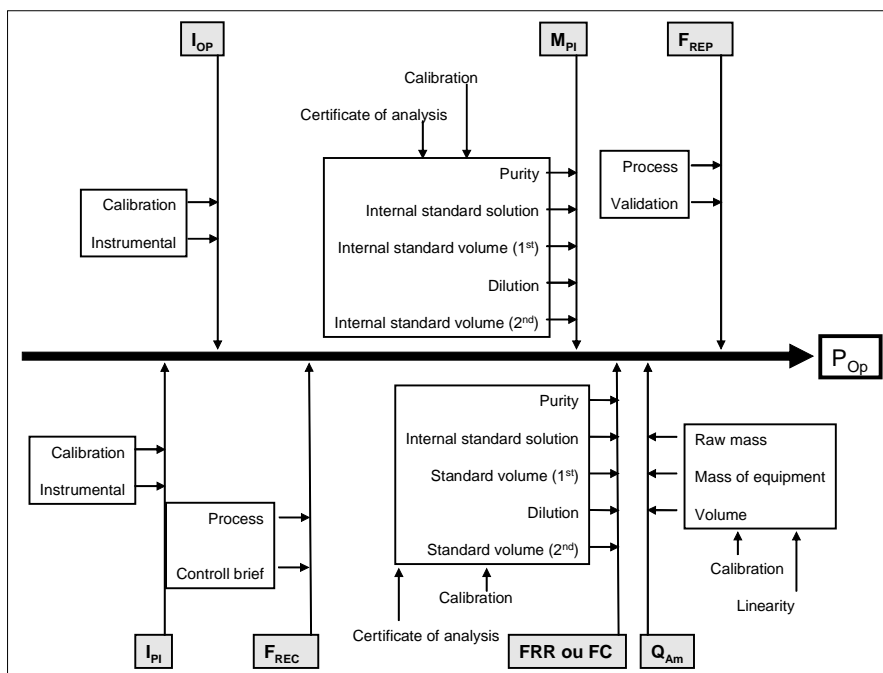 I_OP
M_PI
F_REP
Calibration
Certificate of analysis
Purity
Internal standard solution
Internal standard volume (1st)
Dilution
Internal standard volume (2nd)
Process
Validation
Calibration
Instrumental
P_Op
Calibration
Instrumental
Process
Controll brief
Purity
Internal standard solution
Standard volume (1st)
Dilution
Standard volume (2nd)
Calibration
Certificate of analysis
Raw mass
Mass of equipment
Volume
Calibration
Linearity
I_PI
F_REC
FRR ou FC
Q_Am